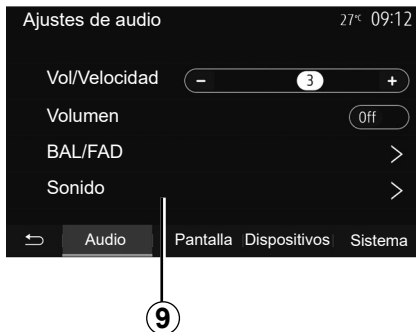 Ajustes de audio 27°C 09:12
Vol/Velocidad - 3 +
Volumen Off
BAL/FAD >
Sonido >
Audio Pantalla Dispositivos Sistema
9